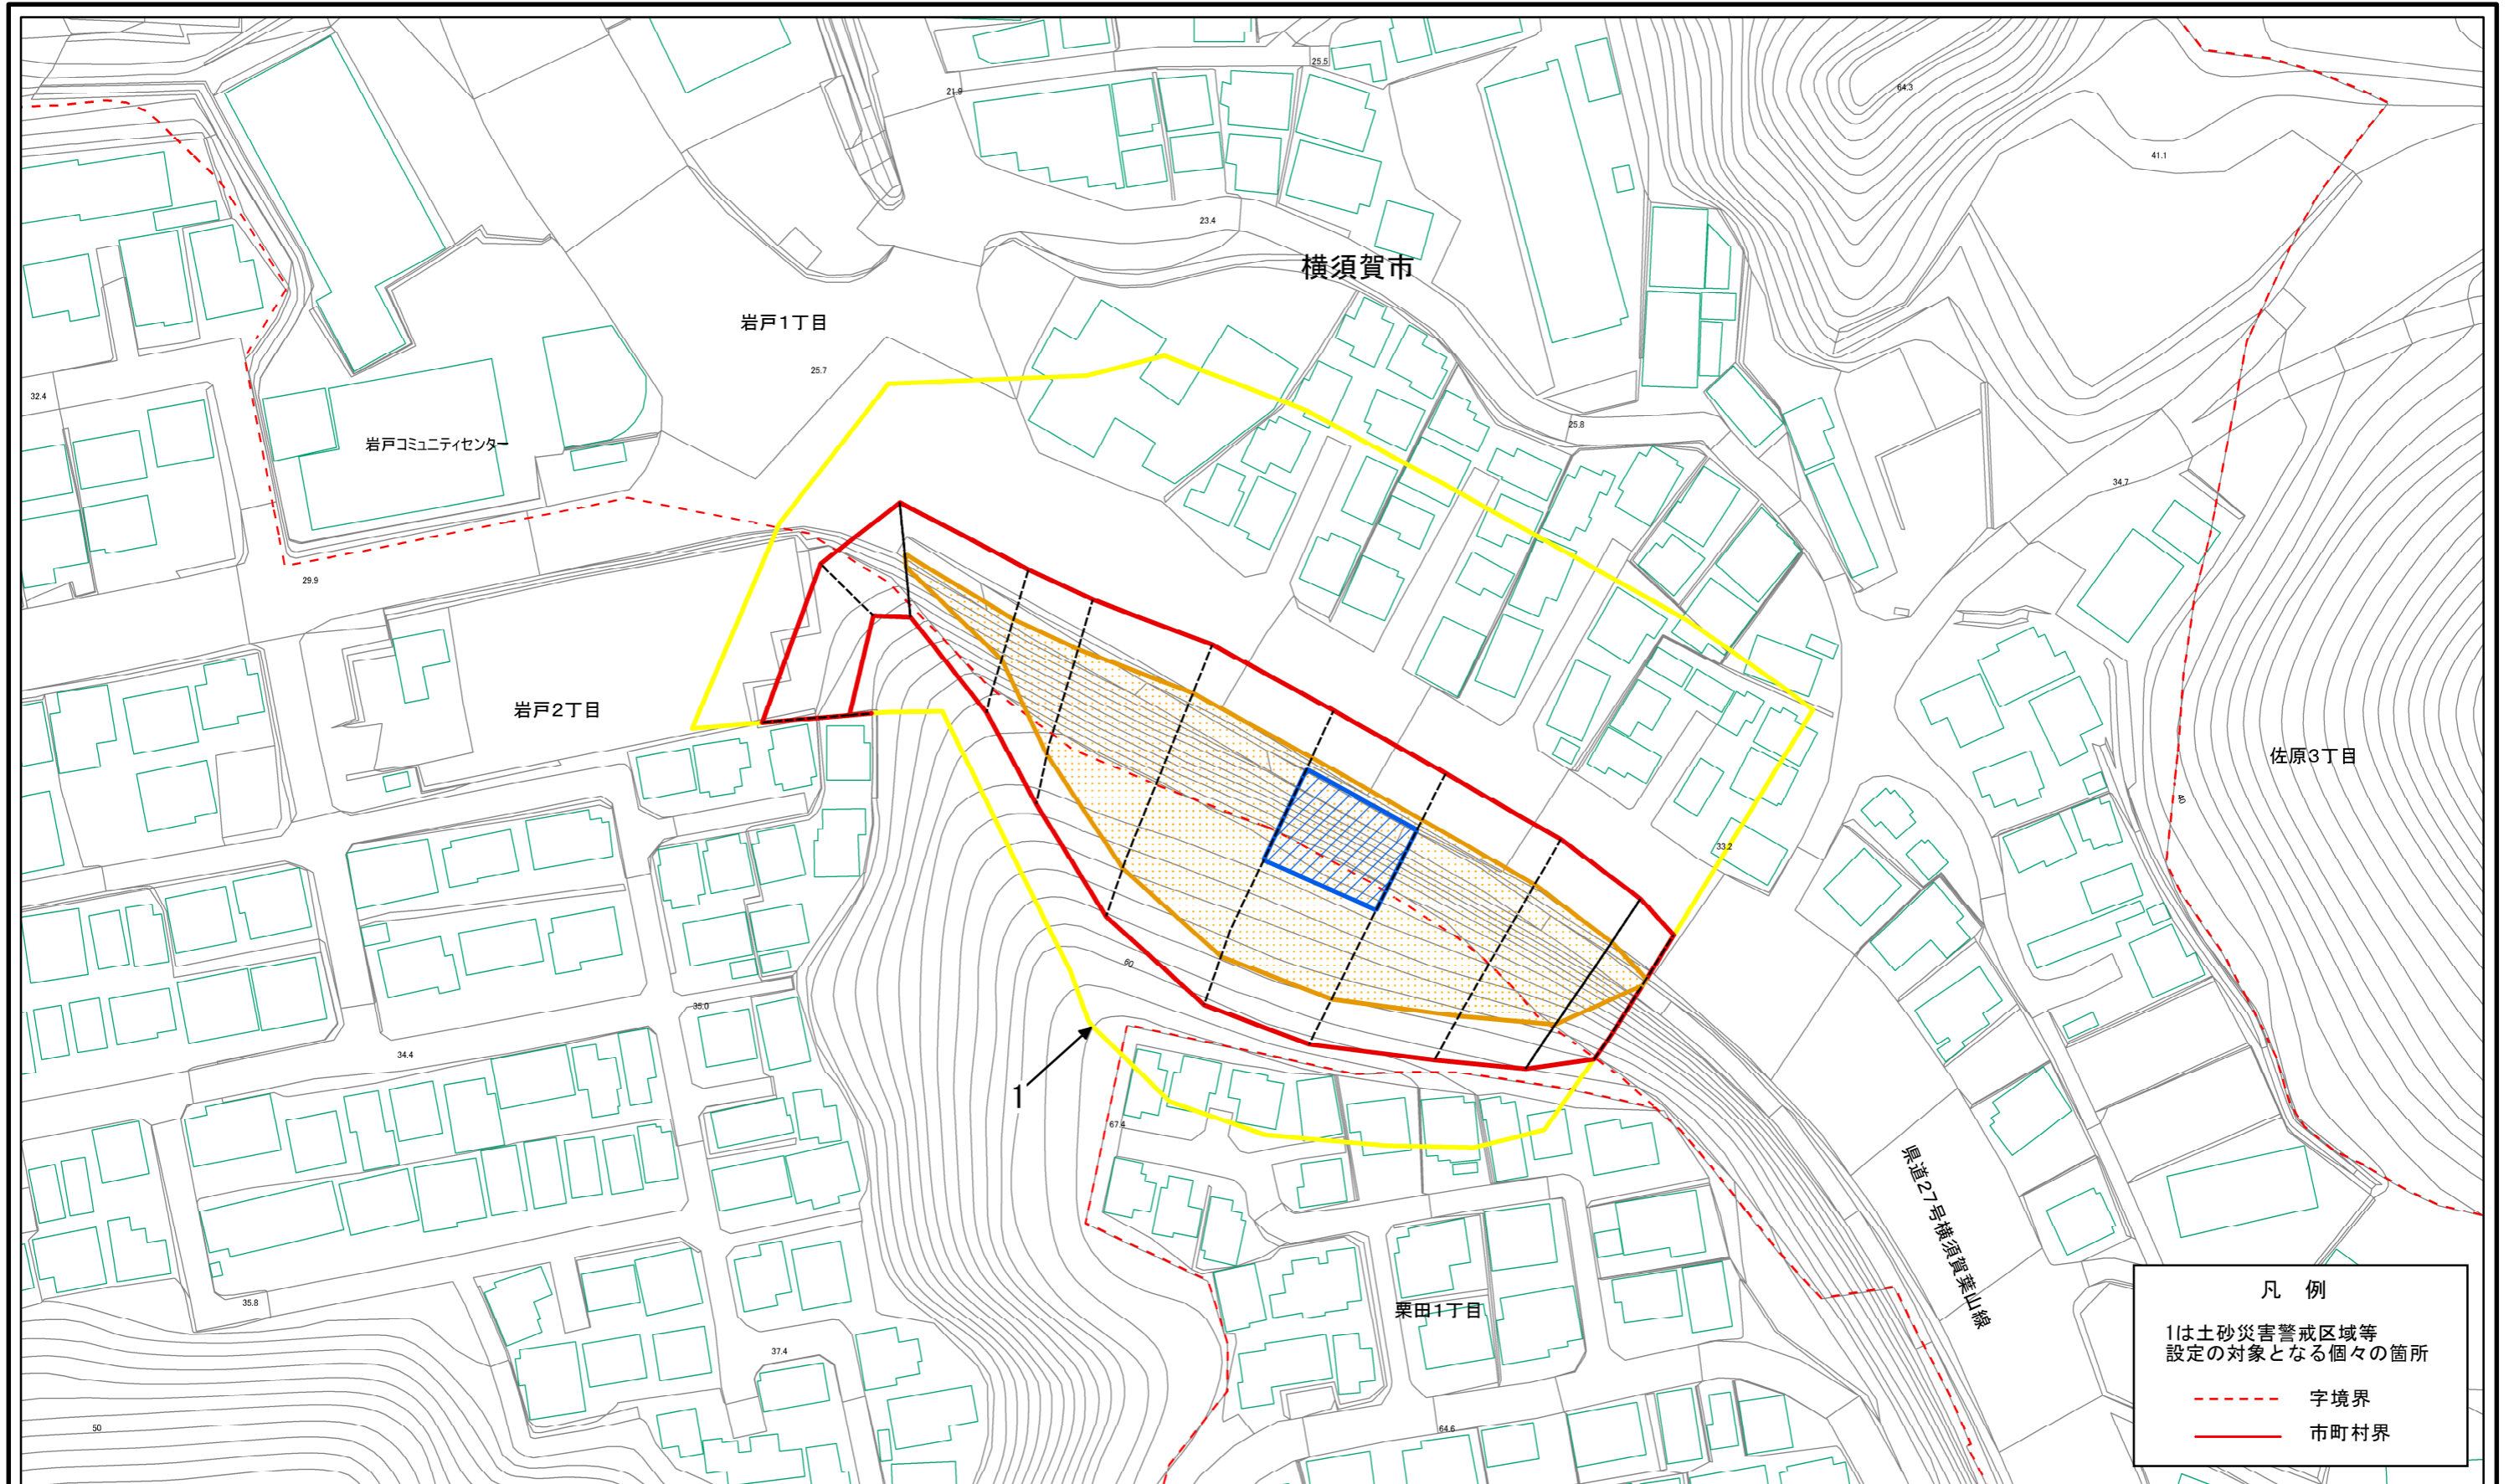 25.5
64.3
21.9
41.1
23.4
横須賀市
岩戸1丁目
25.7
32.4
25.8
岩戸コミュニティセンター
34.7
29.9
岩戸2丁目
佐原3丁目
40
33.2
60
35.0
34.4
1
67.4
県道27号横須賀葉山線
35.8
栗田1丁目
37.4
50
64.6
凡 例
1は土砂災害警戒区域等
設定の対象となる個々の箇所
字境界
市町村界